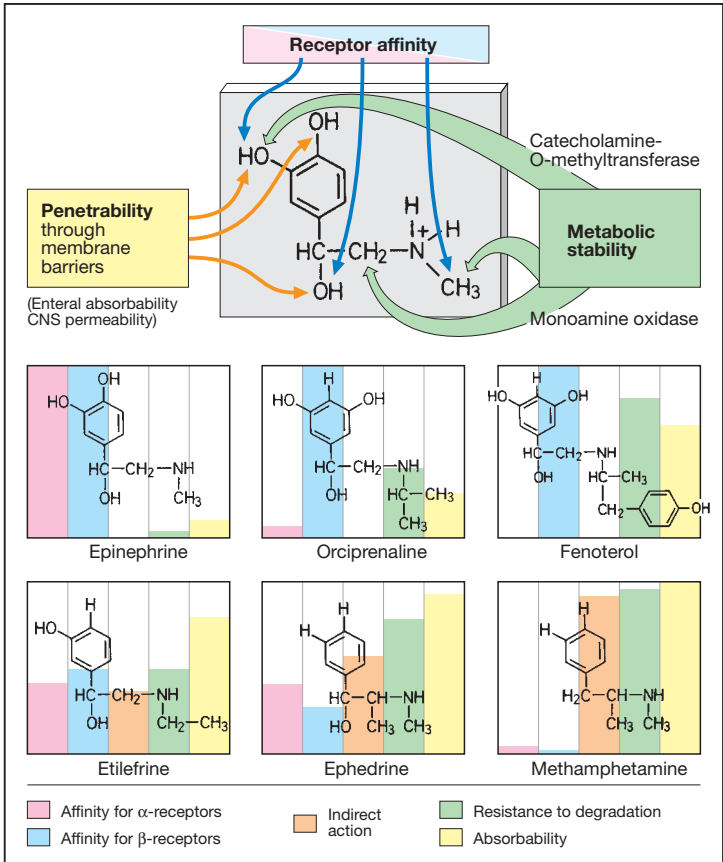 Receptor affinity
OH
HO
Catecholamine-
O-methyltransferase
Penetrability
through
membrane
barriers
H
H
+
HC—CH₂—N
OH
CH₃
Metabolic
stability
(Enteral absorbability
CNS permeability)
Monoamine oxidase
OH
HO
HC—CH₂—NH
OH
CH₃
Epinephrine
H
HO
OH
HC—CH₂—NH
OH
HC—CH₃
CH₃
Orciprenaline
H
HO
OH
HC—CH₂—NH
OH
HC—CH₃
CH₂
OH
Fenoterol
H
HO
HC—CH₂—NH
OH
CH₂—CH₃
Etilefrine
H
H
HC—CH—NH
HO
CH₃
CH₃
Ephedrine
H
H
H₂C—CH—NH
CH₃
CH₃
Methamphetamine
Affinity for α-receptors
Affinity for β-receptors
Indirect
action
Resistance to degradation
Absorbability